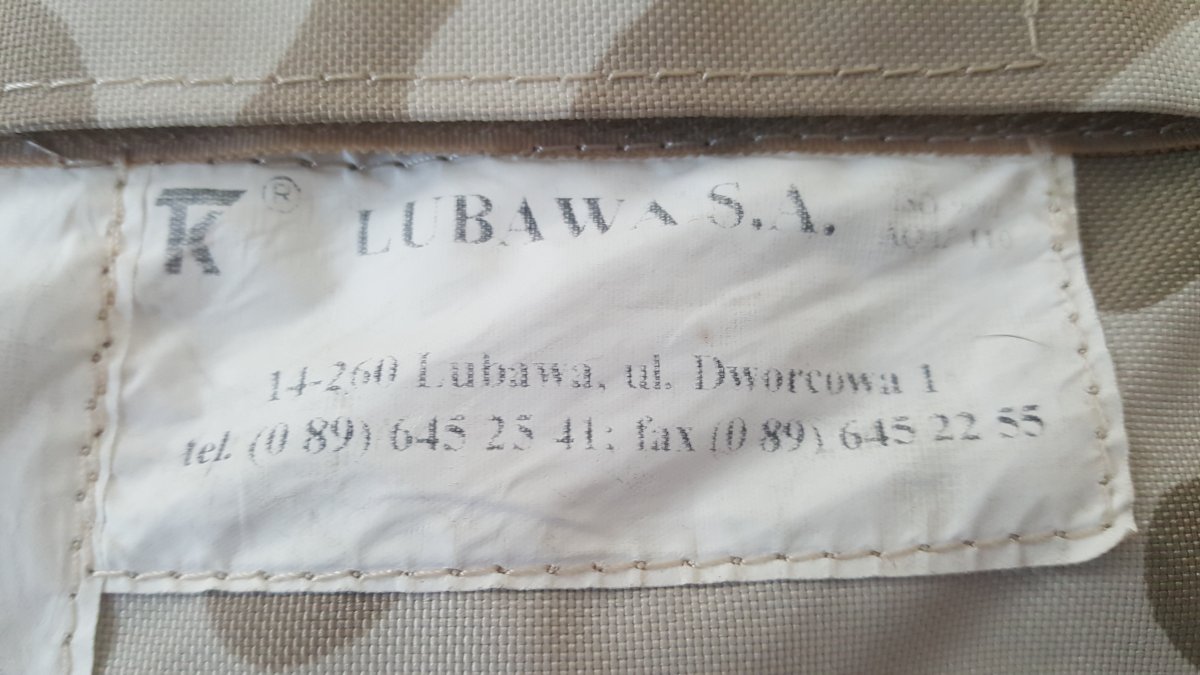 TK ® LUBAWA S.A.
14-260 Lubawa, ul. Dworcowa 1
tel. (0 89) 645 25 41; fax (0 89) 645 22 55